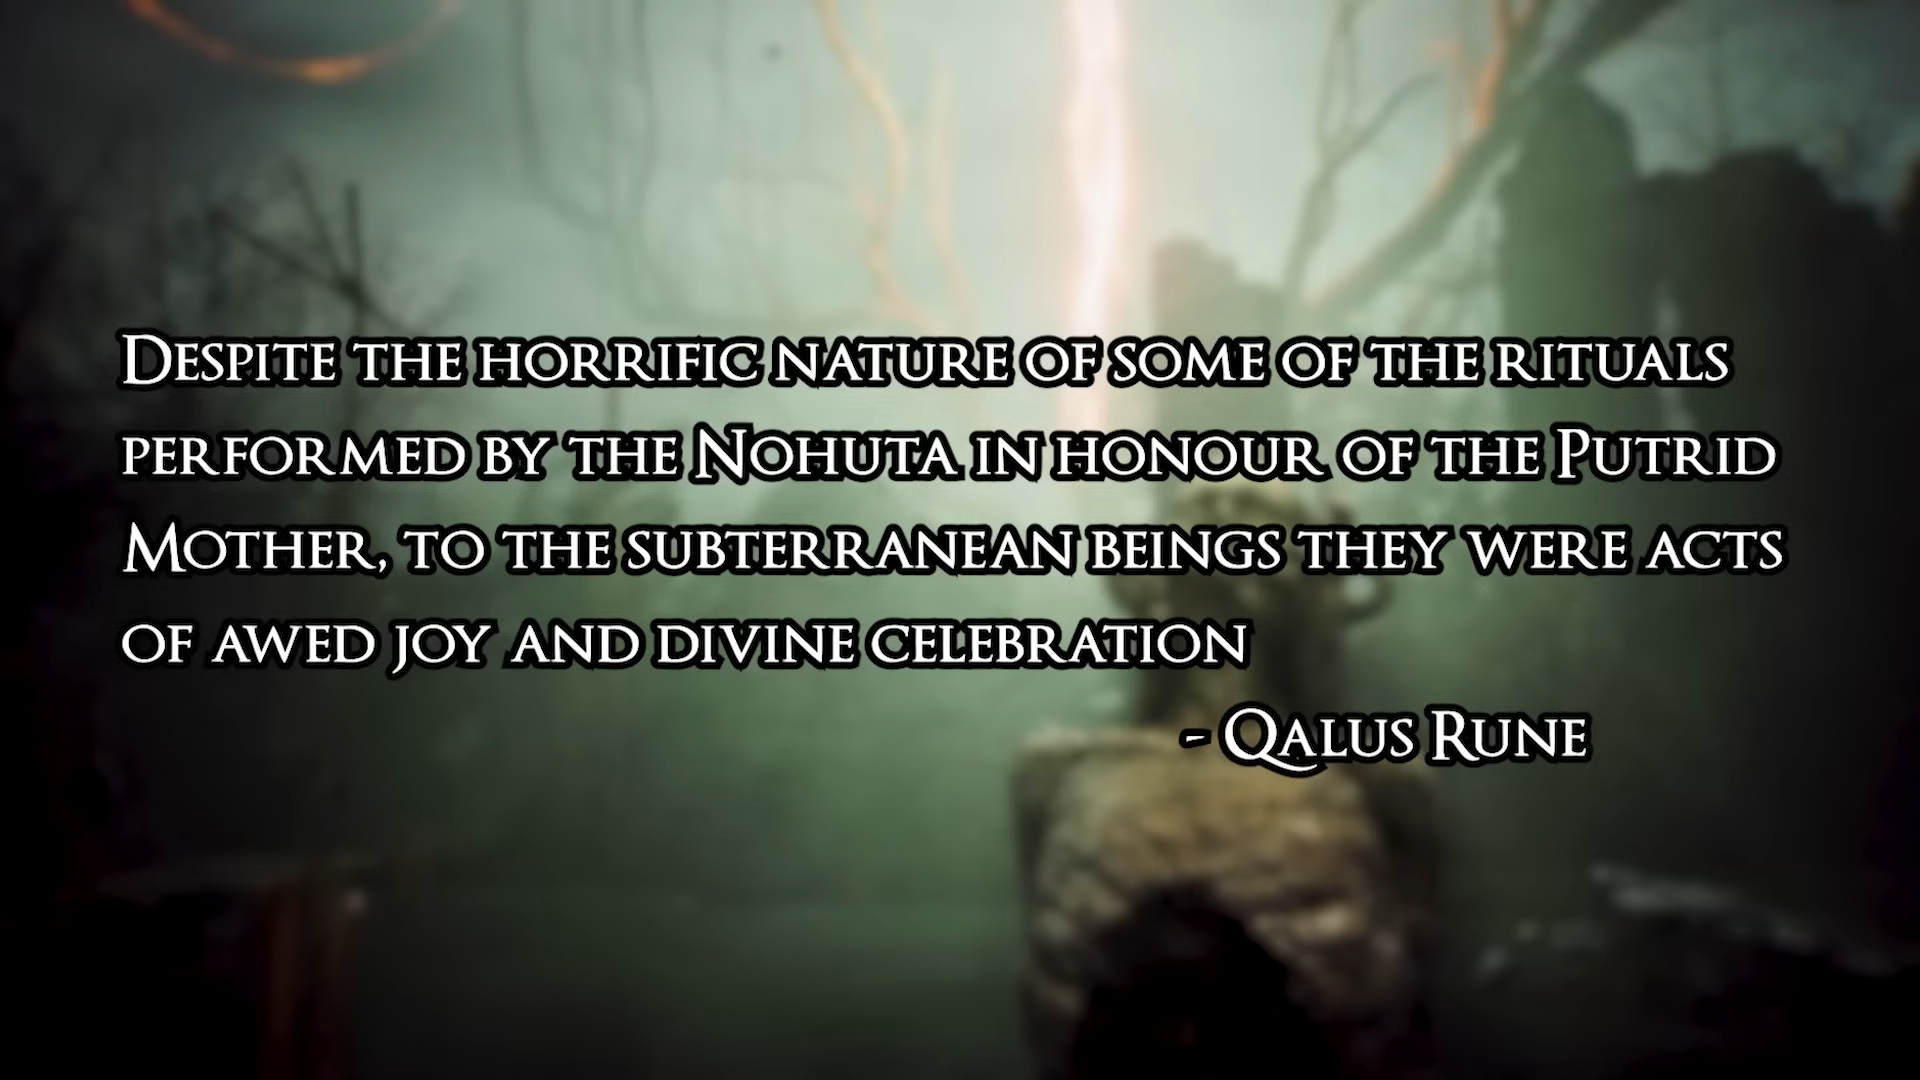 Despite the horrific nature of some of the rituals
performed by the Nohuta in honour of the Putrid
Mother, to the subterranean beings they were acts
of awed joy and divine celebration
- Qalus Rune